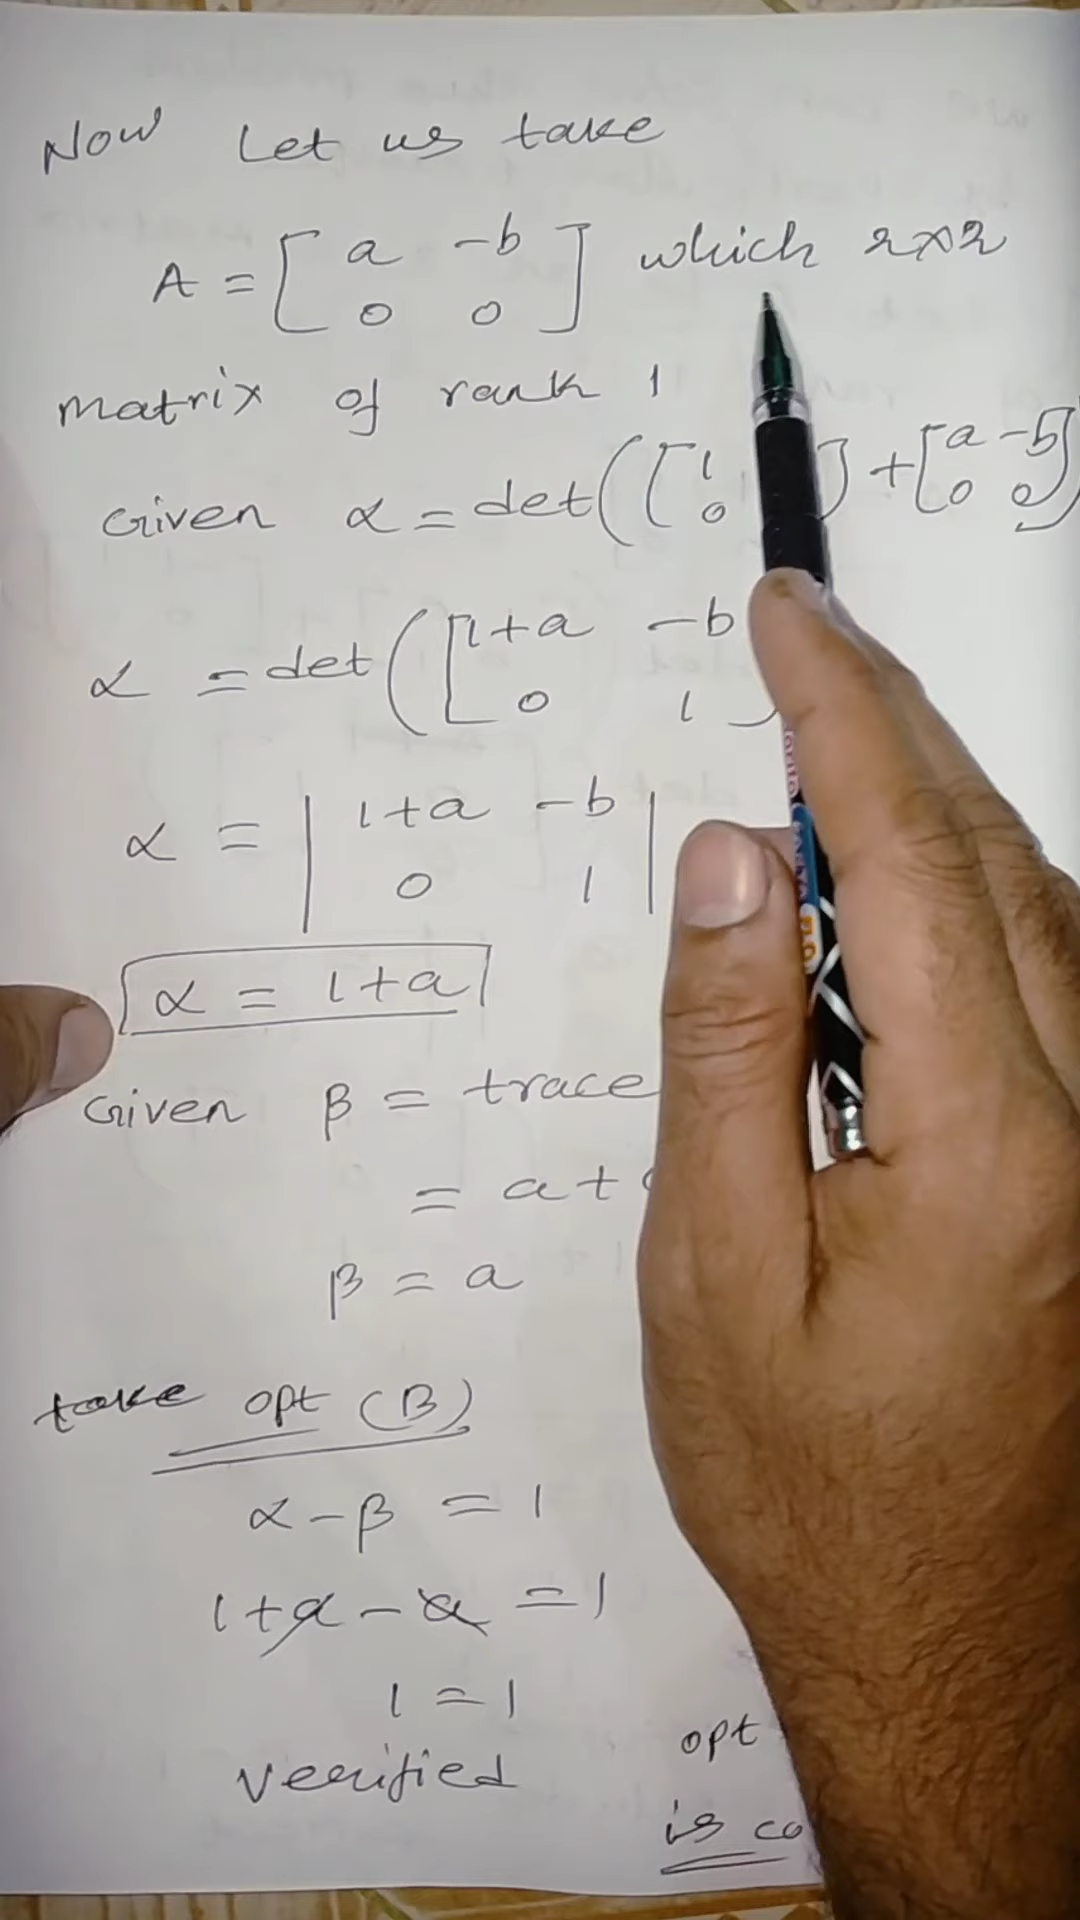 Now Let us take
A = [ a -b
0 0 ] which 2x2
matrix of rank 1
Given α = det ( [ 1
0 ] + [ a -b
0 0 ]
α = det ( [ 1+a -b
0 1
α = | 1+a -b
0 1 |
α = 1+a
Given β = trace
= a +
β = a
take opt (B)
α - β = 1
1 + a - a = 1
1 = 1
verified
opt
is co